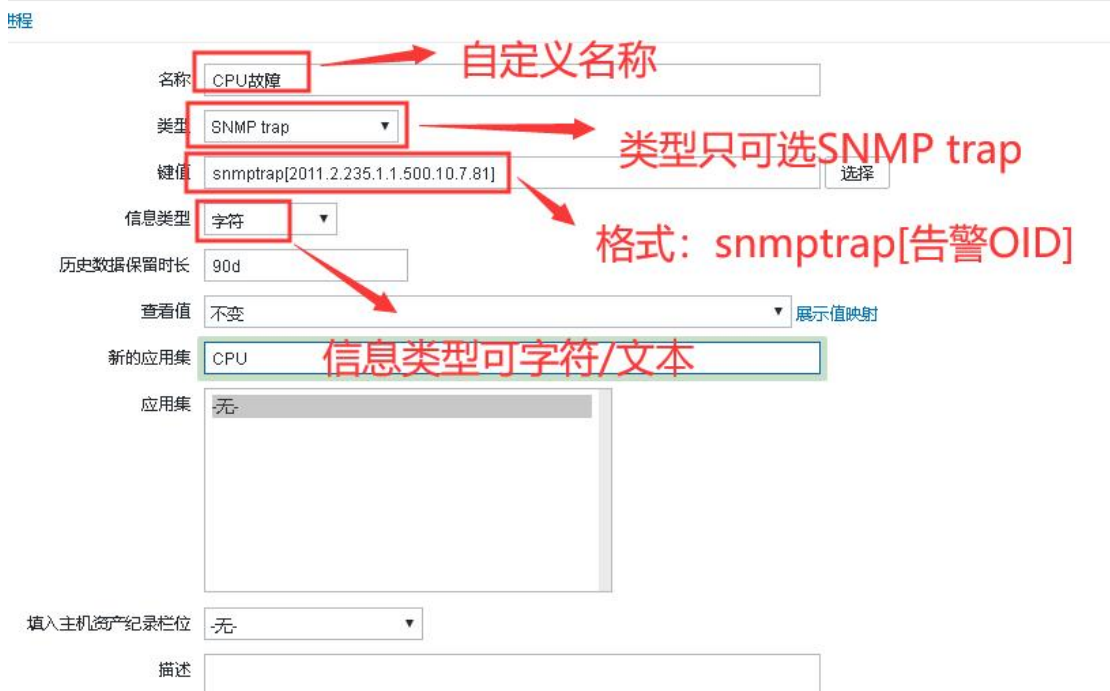 进程
自定义名称
名称 CPU故障
类型 SNMP trap
类型只可选SNMP trap
键值 snmptrap[2011.2.235.1.1.500.10.7.81] 选择
信息类型 字符
格式：snmptrap[告警OID]
历史数据保留时长 90d
查看值 不变 展示值映射
新的应用集 CPU
信息类型可字符/文本
应用集 -无-
填入主机资产纪录栏位 -无-
描述